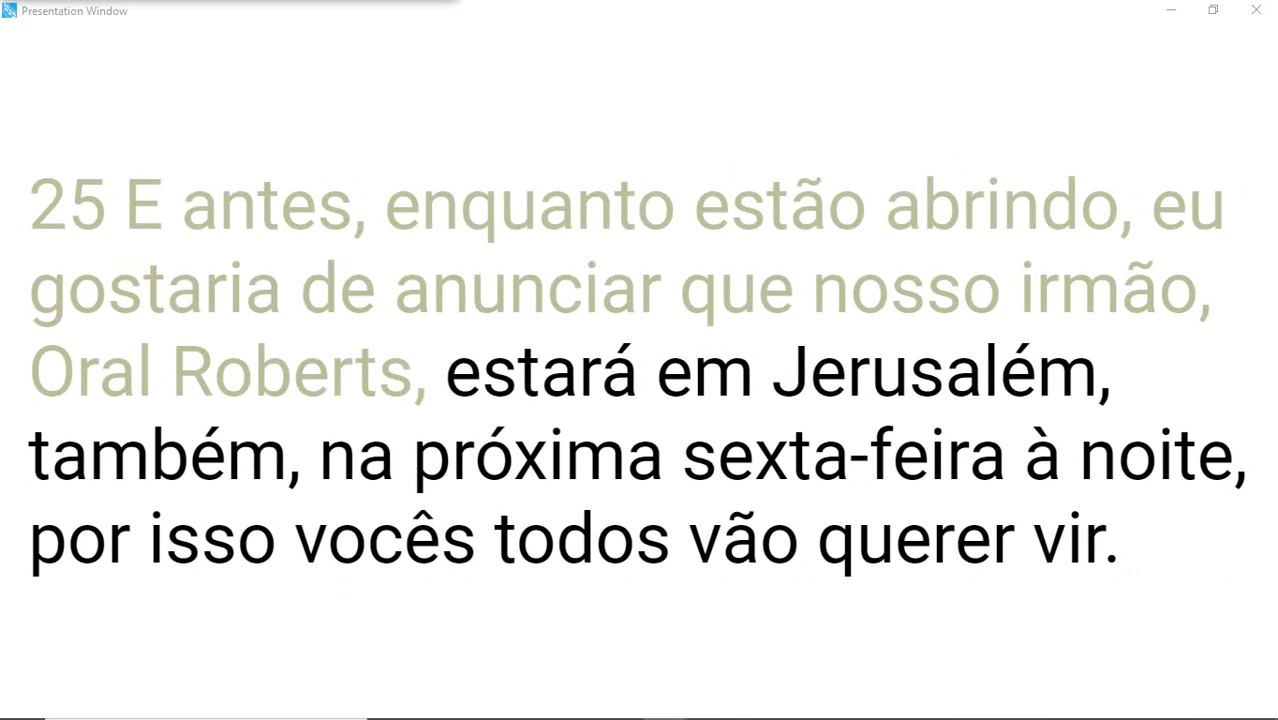 Presentation Window
25 E antes, enquanto estão abrindo, eu
gostaria de anunciar que nosso irmão,
Oral Roberts, estará em Jerusalém,
também, na próxima sexta-feira à noite,
por isso vocês todos vão querer vir.